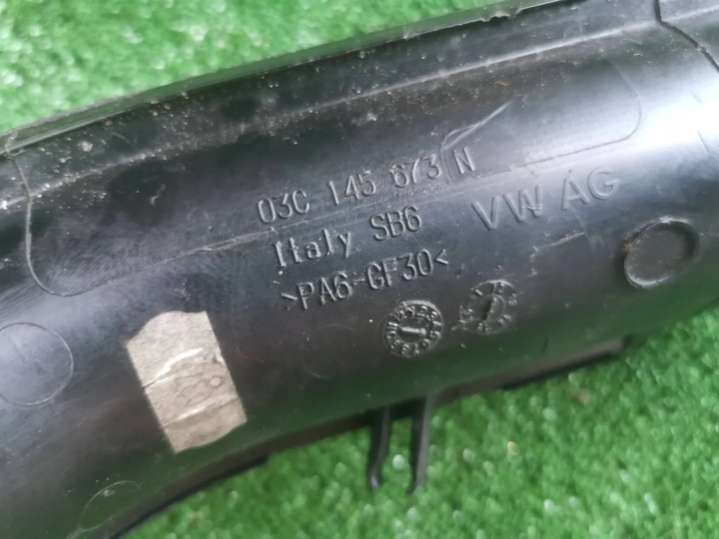 03C 145 673 N
VW AG
Italy SB6
>PA6-GF30<